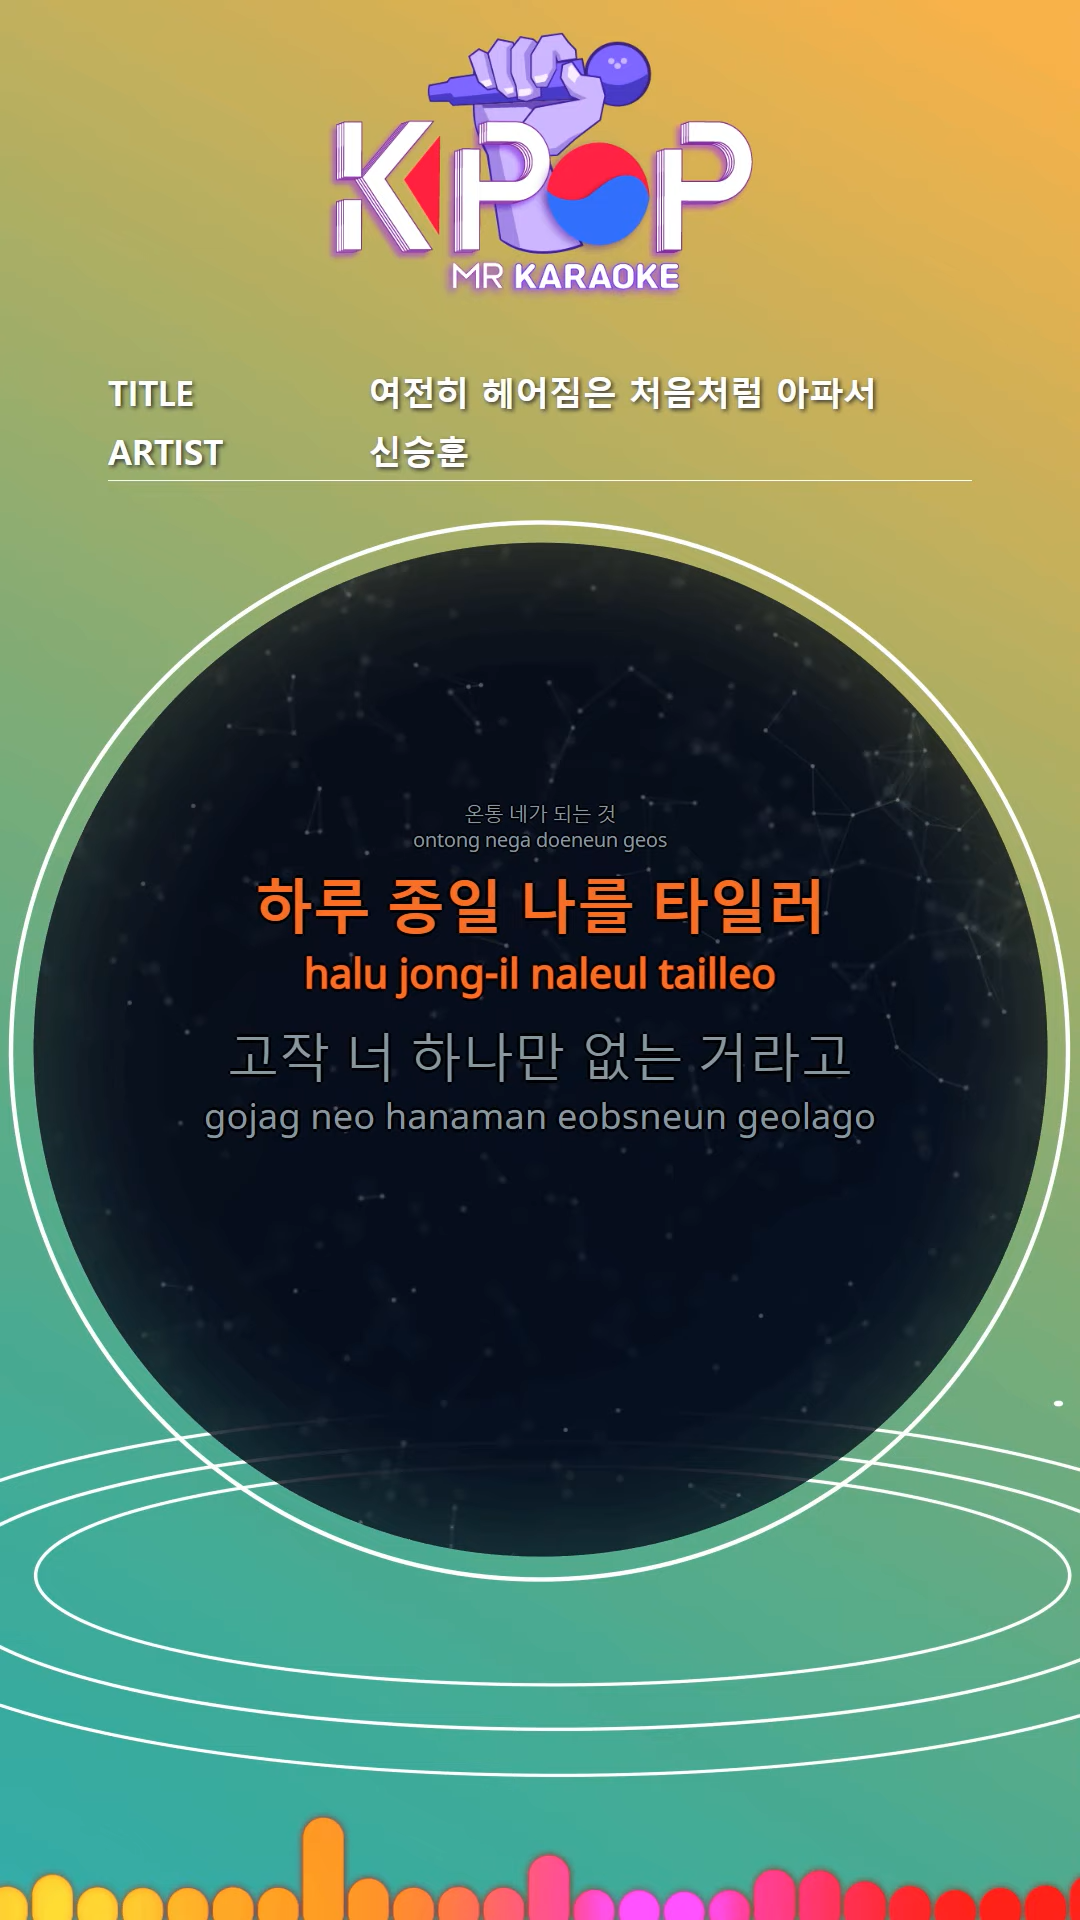 KPOP
MR KARAOKE
TITLE 여전히 헤어짐은 처음처럼 아파서
ARTIST 신승훈
온통 네가 되는 것
ontong nega doeneun geos
하루 종일 나를 타일러
halu jong-il naleul tailleo
고작 너 하나만 없는 거라고
gojag neo hanaman eobsneun geolago